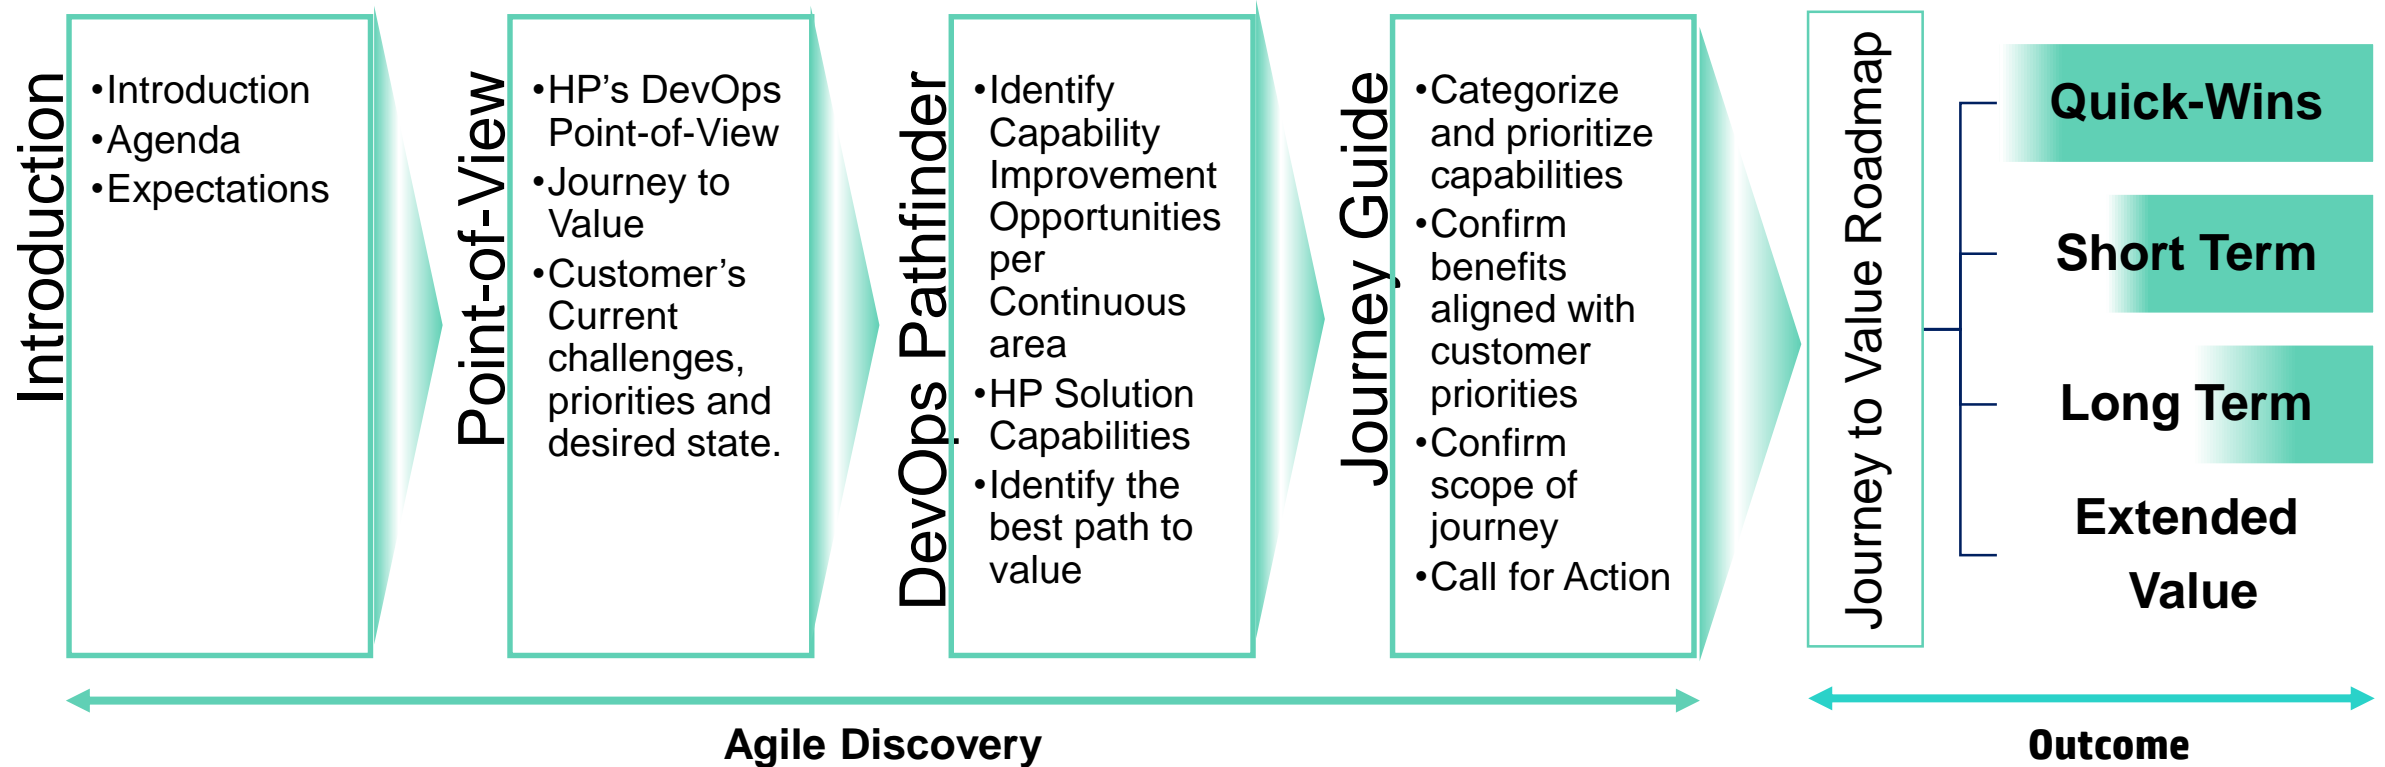 Introduction
•Introduction
•Agenda
•Expectations
Point-of-View
•HP’s DevOps
Point-of-View
•Journey to
Value
•Customer’s
Current
challenges,
priorities and
desired state.
DevOps Pathfinder
•Identify
Capability
Improvement
Opportunities
per
Continuous
area
•HP Solution
Capabilities
•Identify the
best path to
value
Journey Guide
•Categorize
and prioritize
capabilities
•Confirm
benefits
aligned with
customer
priorities
•Confirm
scope of
journey
•Call for Action
Journey to Value Roadmap
Quick-Wins
Short Term
Long Term
Extended
Value
Agile Discovery
Outcome